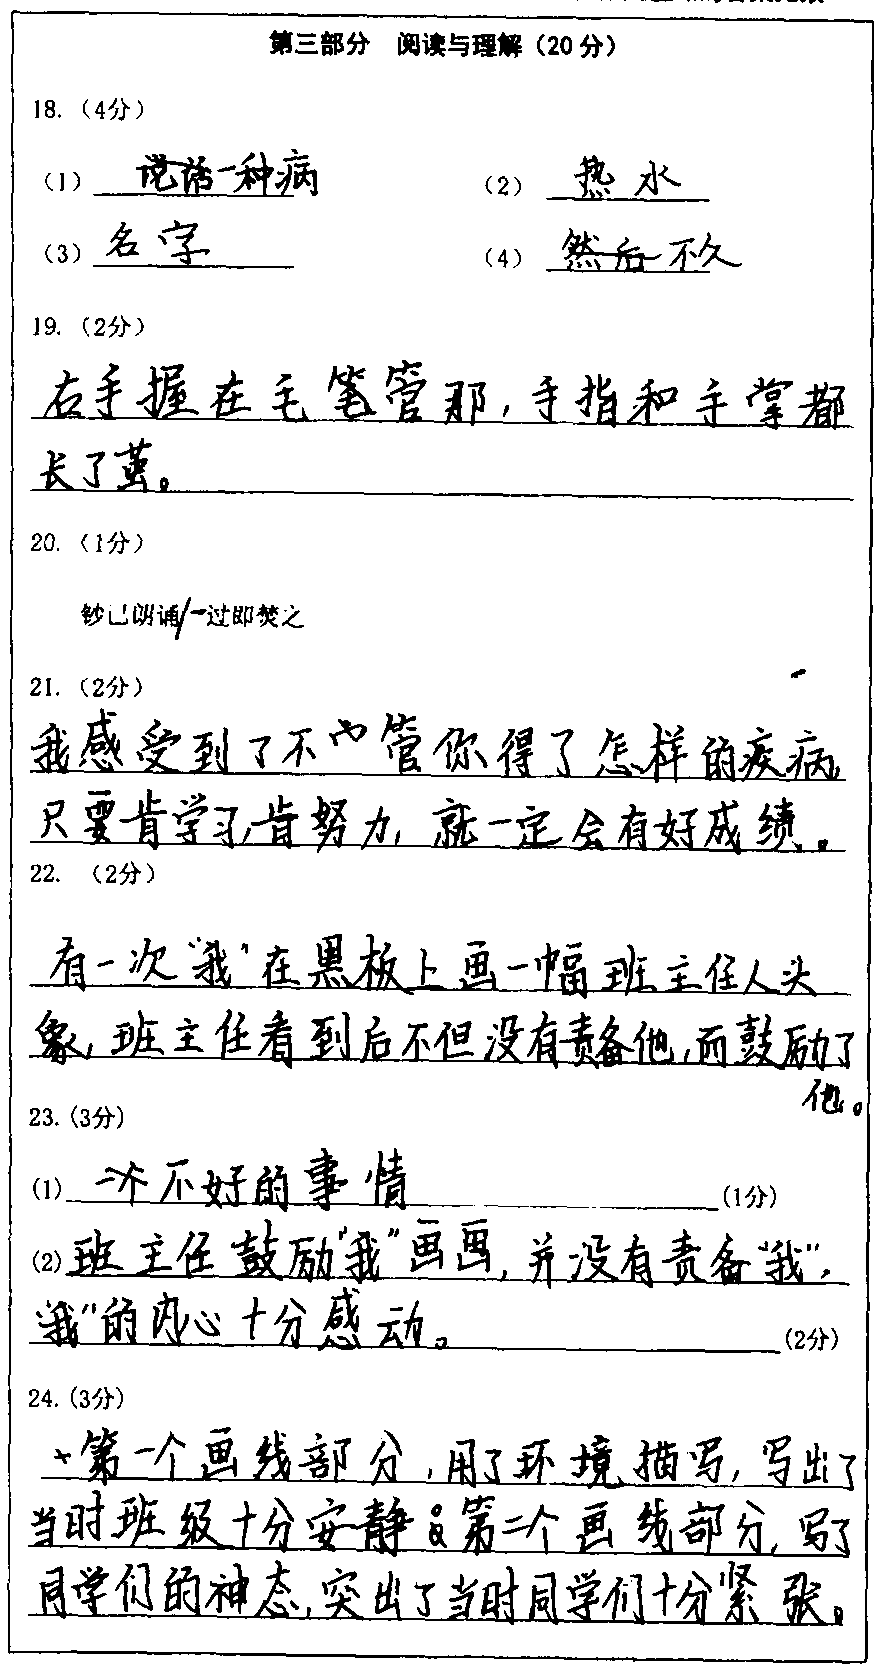 第三部分 阅读与理解（20分）
18.（4分）
（1） 说话一种病 （2） 热水
（3） 名字 （4） 然后 不久
19.（2分）
右手握在毛笔管那，手指和手掌都
长了茧。
20.（1分）
钞已朗诵/一过即焚之
21.（2分）
我感受到了不管你得了怎样的疾病，
只要肯学习，肯努力，就一定会有好成绩。
22. （2分）
有一次“我”在黑板上画一幅班主任人头
象，班主任看到后不但没有责备他，而鼓励了
他。
23.(3分)
(1) 一个不好的事情 (1分)
(2) 班主任鼓励“我”画画，并没有责备“我”，
“我”的内心十分感动。 (2分)
24.(3分)
第一个画线部分，用了环境描写，写出了
当时班级十分安静。第二个画线部分，写了
同学们的神态，突出了当时同学们十分紧张。